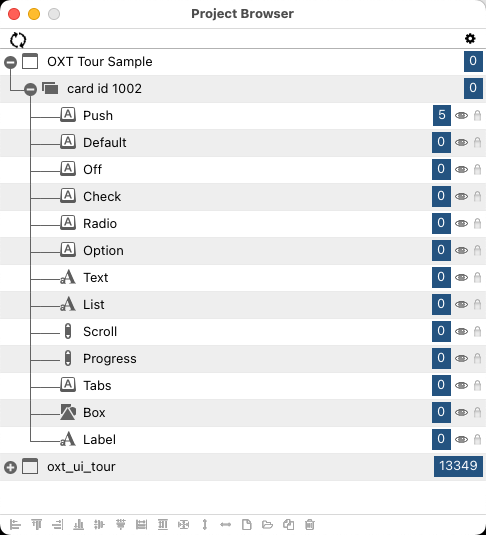 Project Browser
OXT Tour Sample 0
card id 1002 0
A Push 5
A Default 0
A Off 0
A Check 0
A Radio 0
A Option 0
A Text 0
A List 0
Scroll 0
Progress 0
A Tabs 0
Box 0
A Label 0
oxt_ui_tour 13349